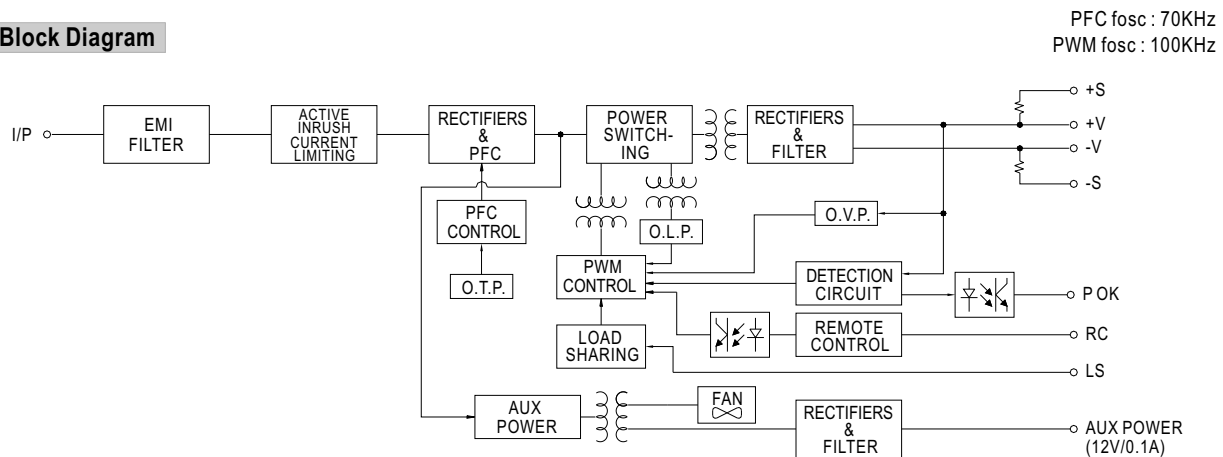 Block Diagram
PFC fosc : 70KHz
PWM fosc : 100KHz
I/P
EMI
FILTER
ACTIVE
INRUSH
CURRENT
LIMITING
RECTIFIERS
&
PFC
POWER
SWITCH-
ING
RECTIFIERS
&
FILTER
+S
+V
-V
-S
PFC
CONTROL
O.T.P.
O.L.P.
O.V.P.
PWM
CONTROL
DETECTION
CIRCUIT
P OK
LOAD
SHARING
REMOTE
CONTROL
RC
LS
AUX
POWER
FAN
RECTIFIERS
&
FILTER
AUX POWER
(12V/0.1A)